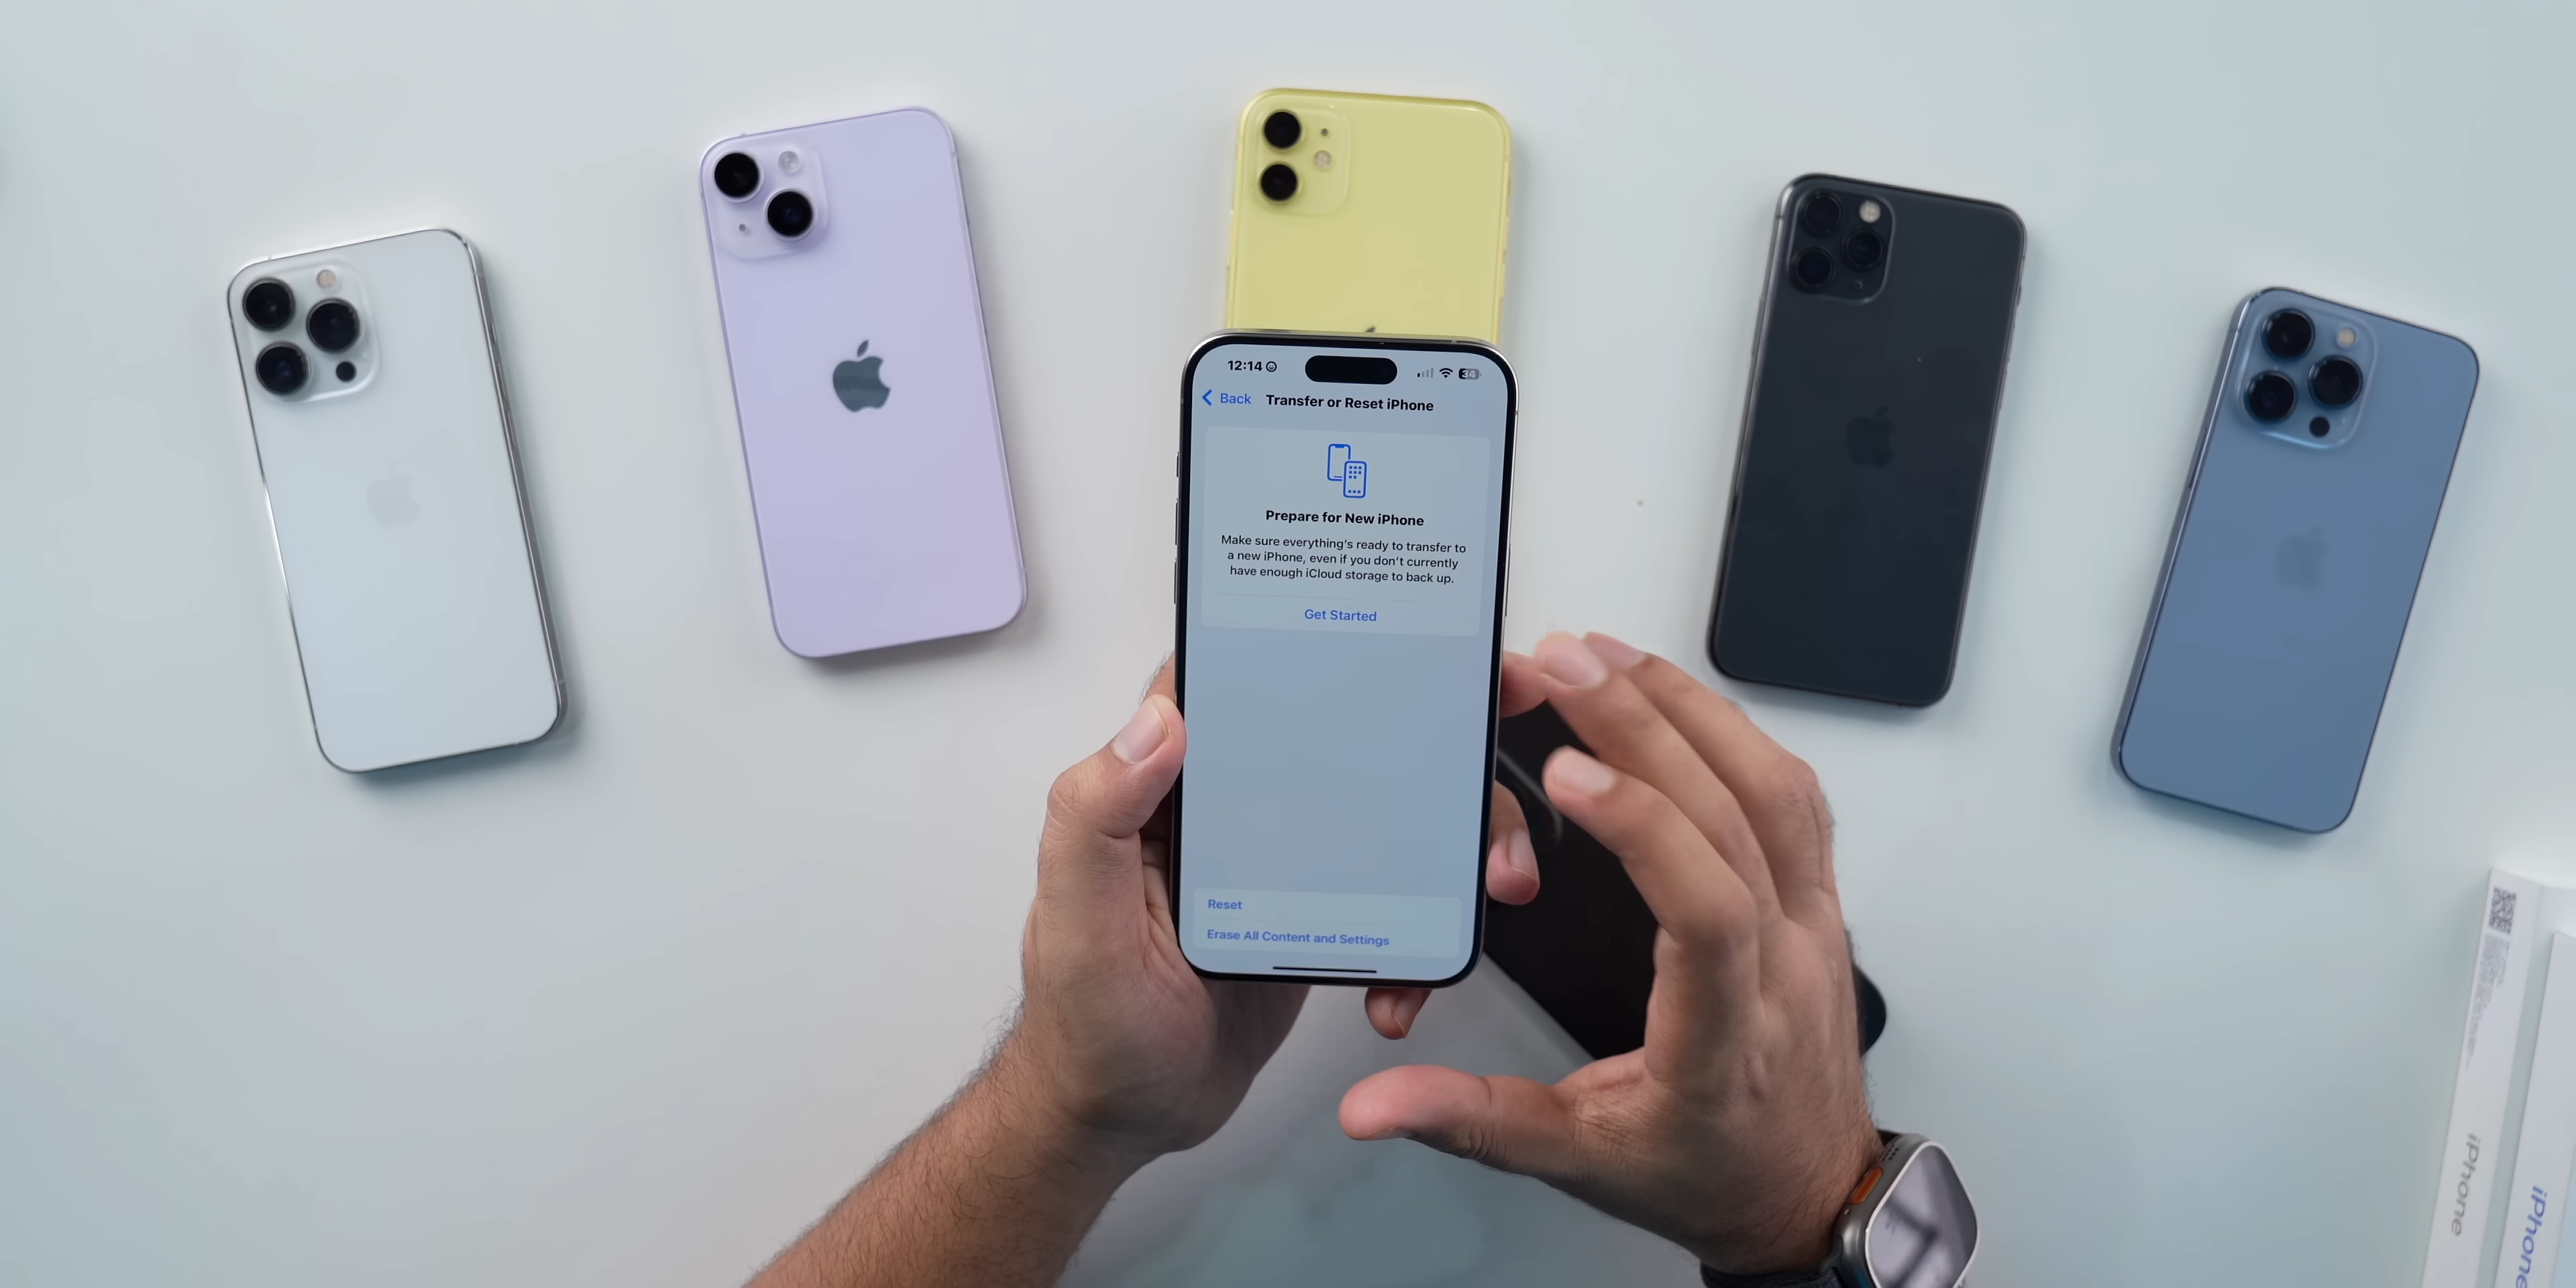 12:14
34
Back
Transfer or Reset iPhone
Prepare for New iPhone
Make sure everything's ready to transfer to
a new iPhone, even if you don't currently
have enough iCloud storage to back up.
Get Started
Reset
Erase All Content and Settings
iPhone
iPhone